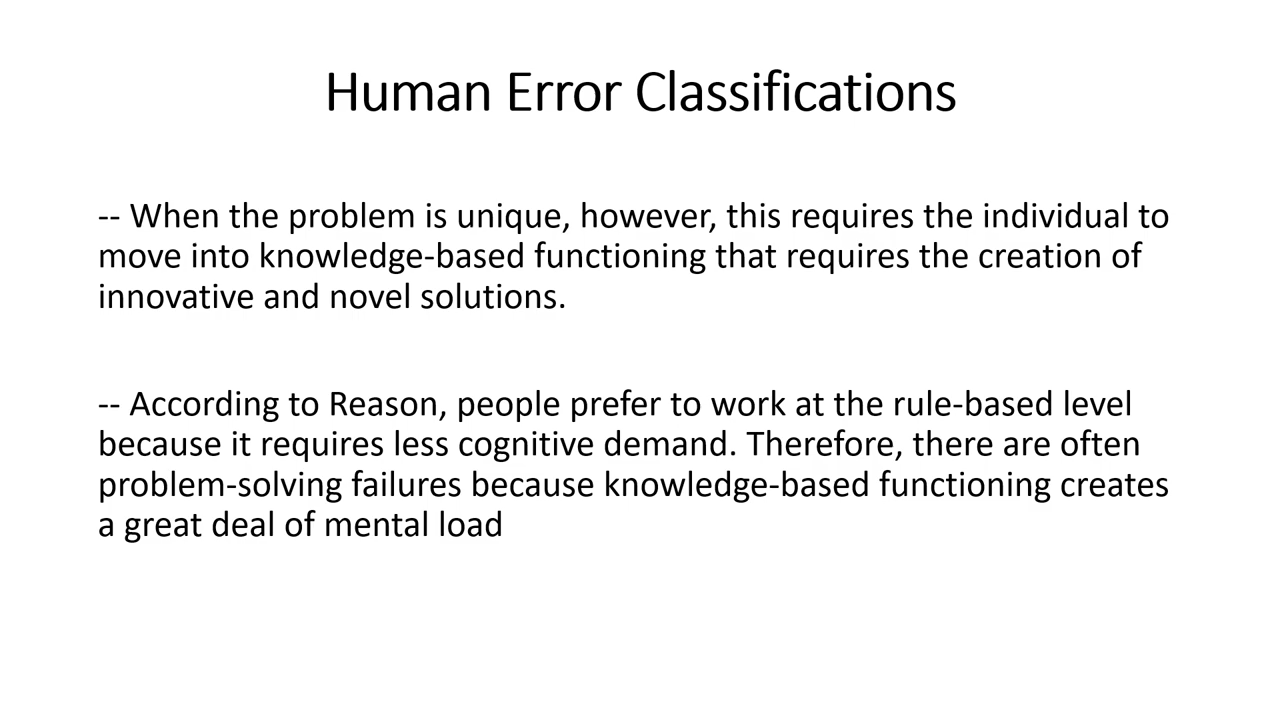 Human Error Classifications
-- When the problem is unique, however, this requires the individual to
move into knowledge-based functioning that requires the creation of
innovative and novel solutions.
-- According to Reason, people prefer to work at the rule-based level
because it requires less cognitive demand. Therefore, there are often
problem-solving failures because knowledge-based functioning creates
a great deal of mental load